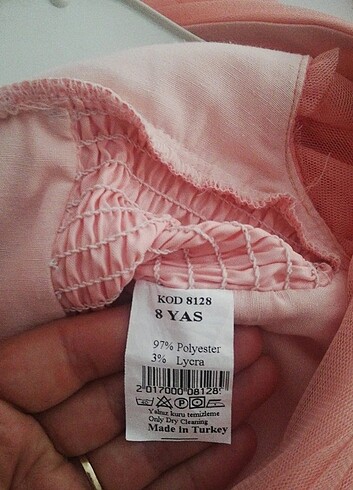 KOD 8128
8 YAS
97% Polyester
3% Lycra
2 017000 081285
Yalnız kuru temizleme
Only Dry Cleaning
Made in Turkey